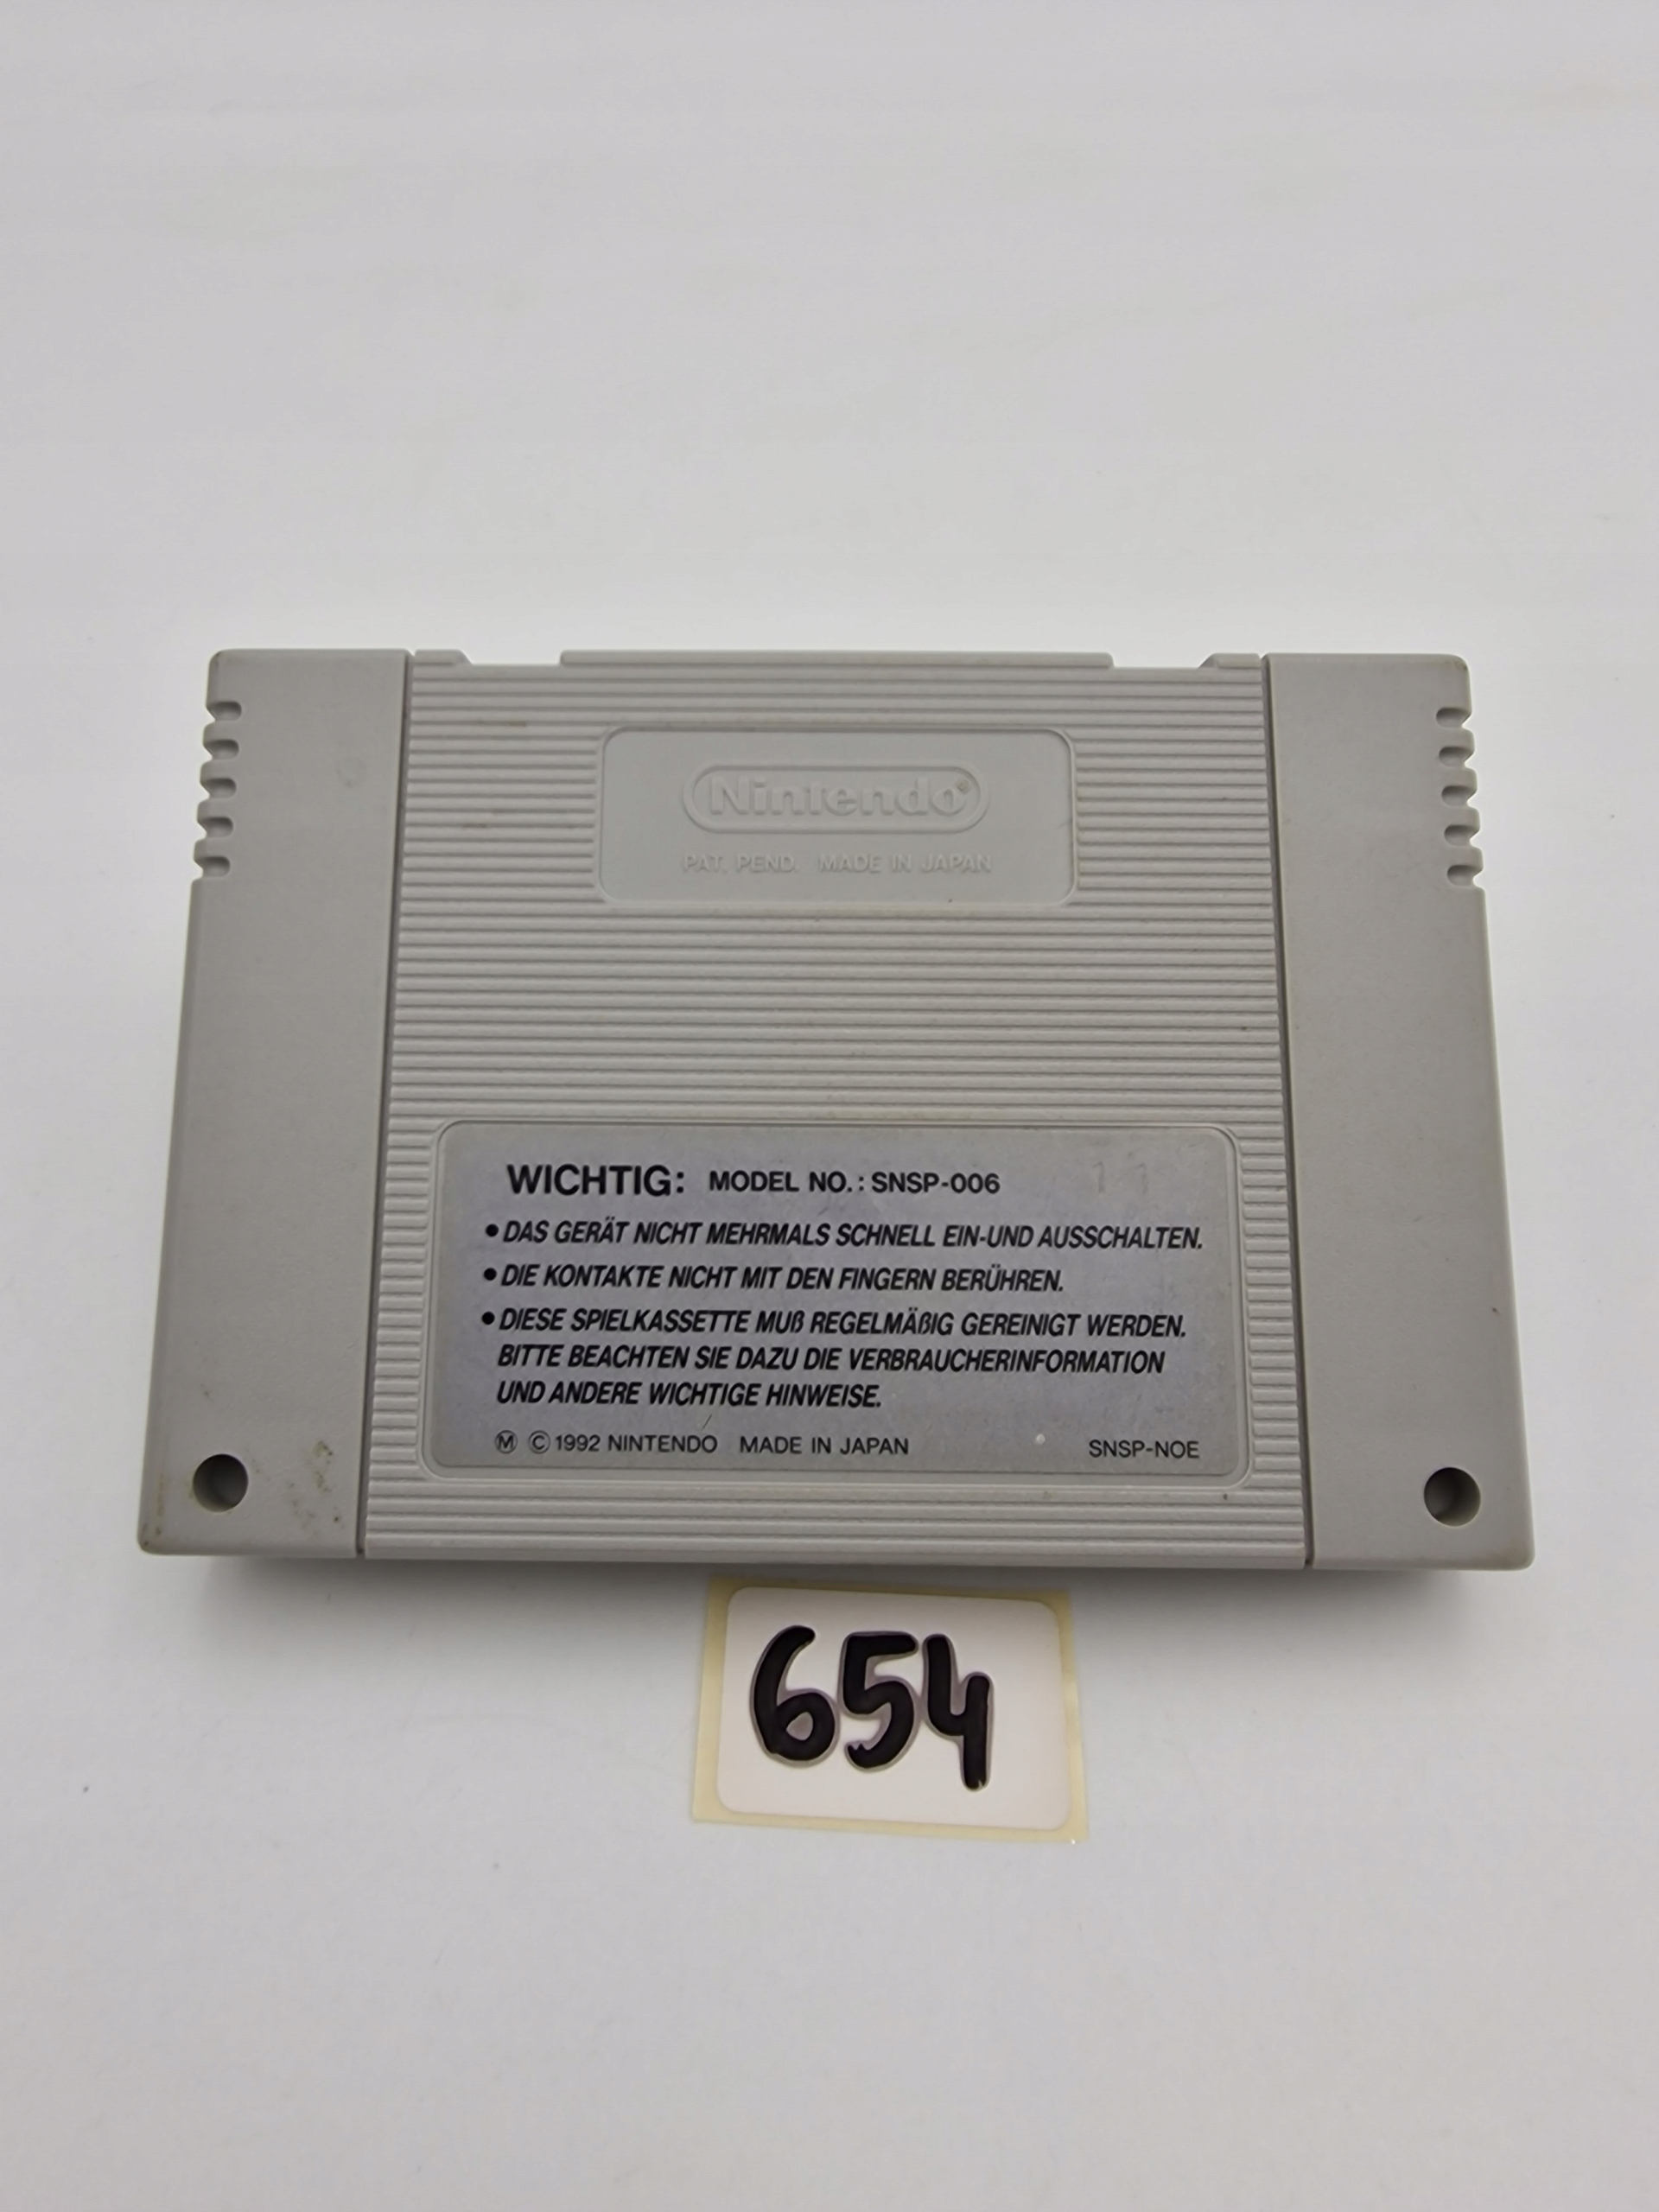 Nintendo®
PAT. PEND. MADE IN JAPAN
WICHTIG: MODEL NO.: SNSP-006
11
• DAS GERÄT NICHT MEHRMALS SCHNELL EIN-UND AUSSCHALTEN.
• DIE KONTAKTE NICHT MIT DEN FINGERN BERÜHREN.
• DIESE SPIELKASSETTE MUß REGELMÄßIG GEREINIGT WERDEN.
BITTE BEACHTEN SIE DAZU DIE VERBRAUCHERINFORMATION
UND ANDERE WICHTIGE HINWEISE.
Ⓜ © 1992 NINTENDO MADE IN JAPAN SNSP-NOE
654